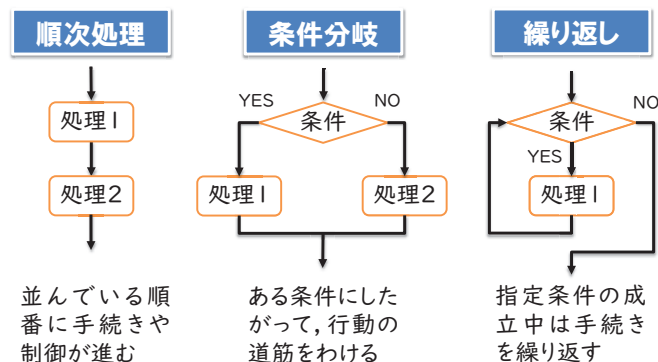 順次処理
処理1
処理2
並んでいる順
番に手続きや
制御が進む
条件分岐
YES
NO
条件
処理1
処理2
ある条件にした
がって,行動の
道筋をわける
繰り返し
NO
条件
YES
処理1
指定条件の成
立中は手続き
を繰り返す